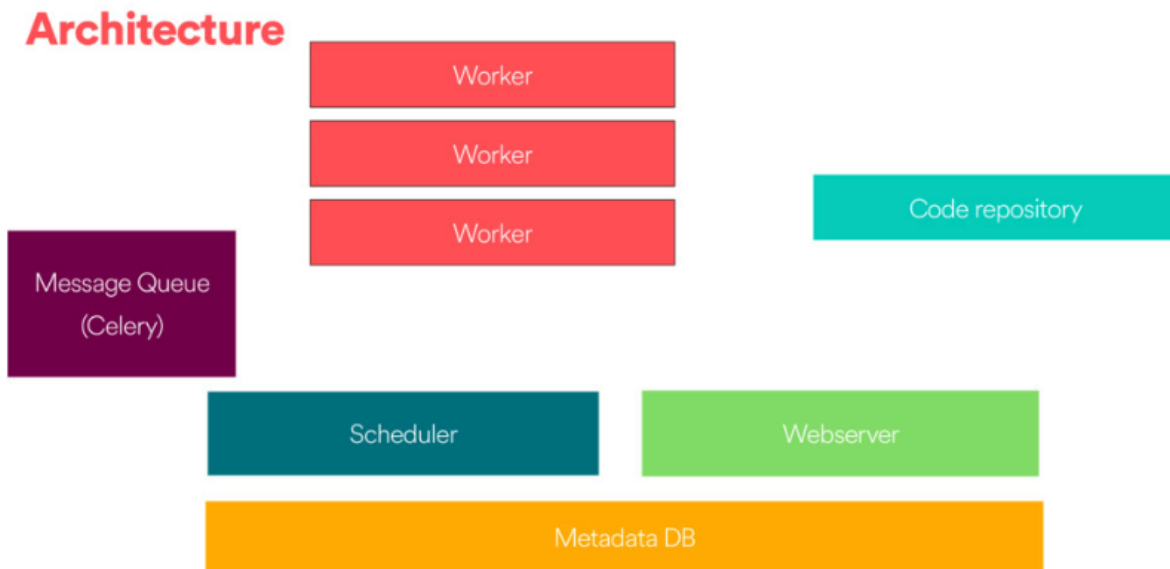 Architecture
Worker
Worker
Worker
Code repository
Message Queue
(Celery)
Scheduler
Webserver
Metadata DB